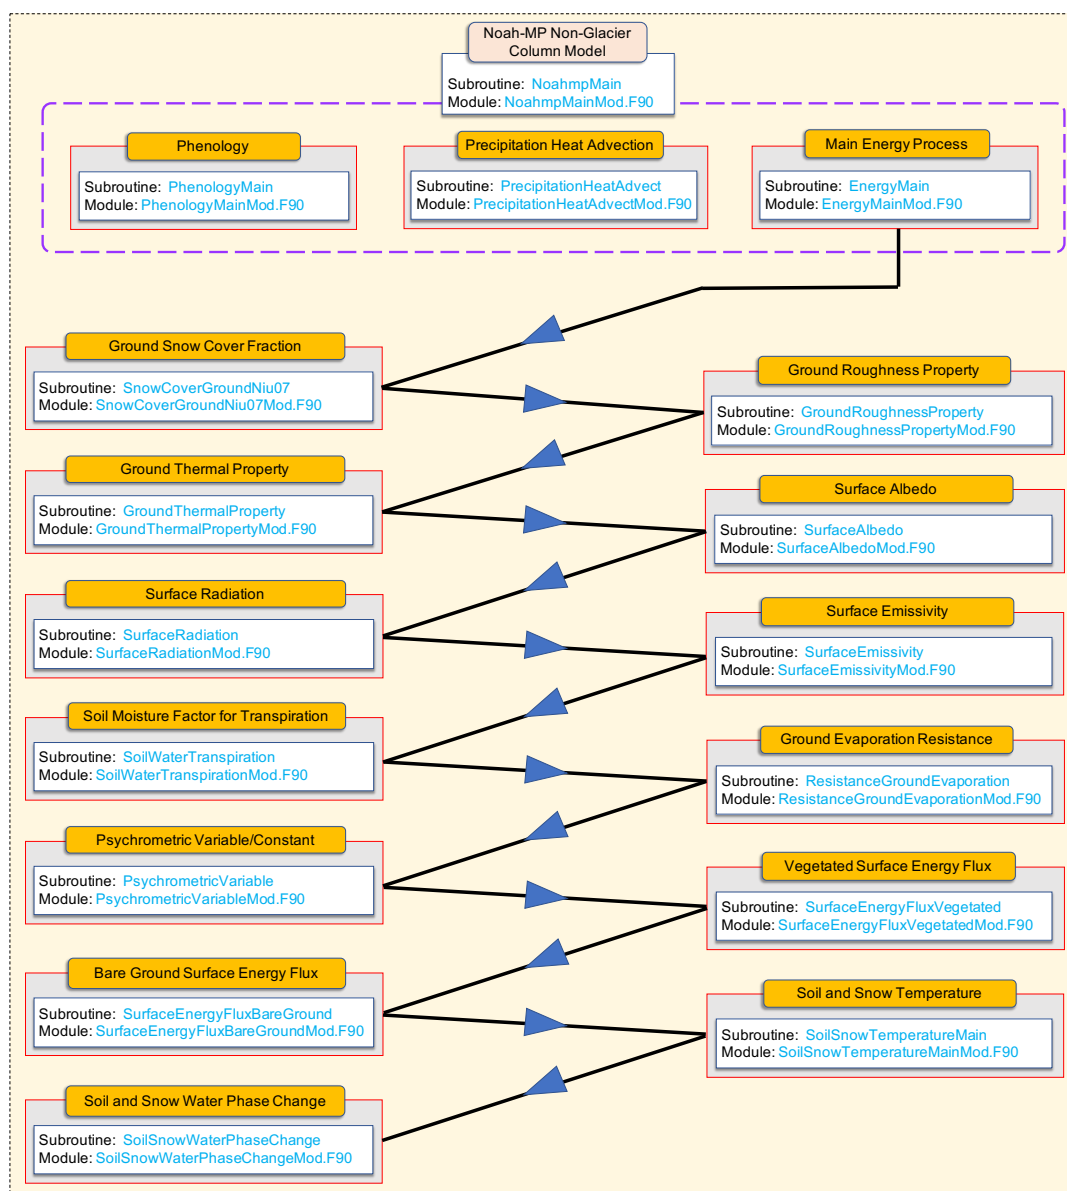 Noah-MP Non-Glacier
Column Model
Subroutine: NoahmpMain
Module: NoahmpMainMod.F90
Phenology
Subroutine: PhenologyMain
Module: PhenologyMainMod.F90
Precipitation Heat Advection
Subroutine: PrecipitationHeatAdvect
Module: PrecipitationHeatAdvectMod.F90
Main Energy Process
Subroutine: EnergyMain
Module: EnergyMainMod.F90
Ground Snow Cover Fraction
Subroutine: SnowCoverGroundNiu07
Module: SnowCoverGroundNiu07Mod.F90
Ground Roughness Property
Subroutine: GroundRoughnessProperty
Module: GroundRoughnessPropertyMod.F90
Ground Thermal Property
Subroutine: GroundThermalProperty
Module: GroundThermalPropertyMod.F90
Surface Albedo
Subroutine: SurfaceAlbedo
Module: SurfaceAlbedoMod.F90
Surface Radiation
Subroutine: SurfaceRadiation
Module: SurfaceRadiationMod.F90
Surface Emissivity
Subroutine: SurfaceEmissivity
Module: SurfaceEmissivityMod.F90
Soil Moisture Factor for Transpiration
Subroutine: SoilWaterTranspiration
Module: SoilWaterTranspirationMod.F90
Ground Evaporation Resistance
Subroutine: ResistanceGroundEvaporation
Module: ResistanceGroundEvaporationMod.F90
Psychrometric Variable/Constant
Subroutine: PsychrometricVariable
Module: PsychrometricVariableMod.F90
Vegetated Surface Energy Flux
Subroutine: SurfaceEnergyFluxVegetated
Module: SurfaceEnergyFluxVegetatedMod.F90
Bare Ground Surface Energy Flux
Subroutine: SurfaceEnergyFluxBareGround
Module: SurfaceEnergyFluxBareGroundMod.F90
Soil and Snow Temperature
Subroutine: SoilSnowTemperatureMain
Module: SoilSnowTemperatureMainMod.F90
Soil and Snow Water Phase Change
Subroutine: SoilSnowWaterPhaseChange
Module: SoilSnowWaterPhaseChangeMod.F90